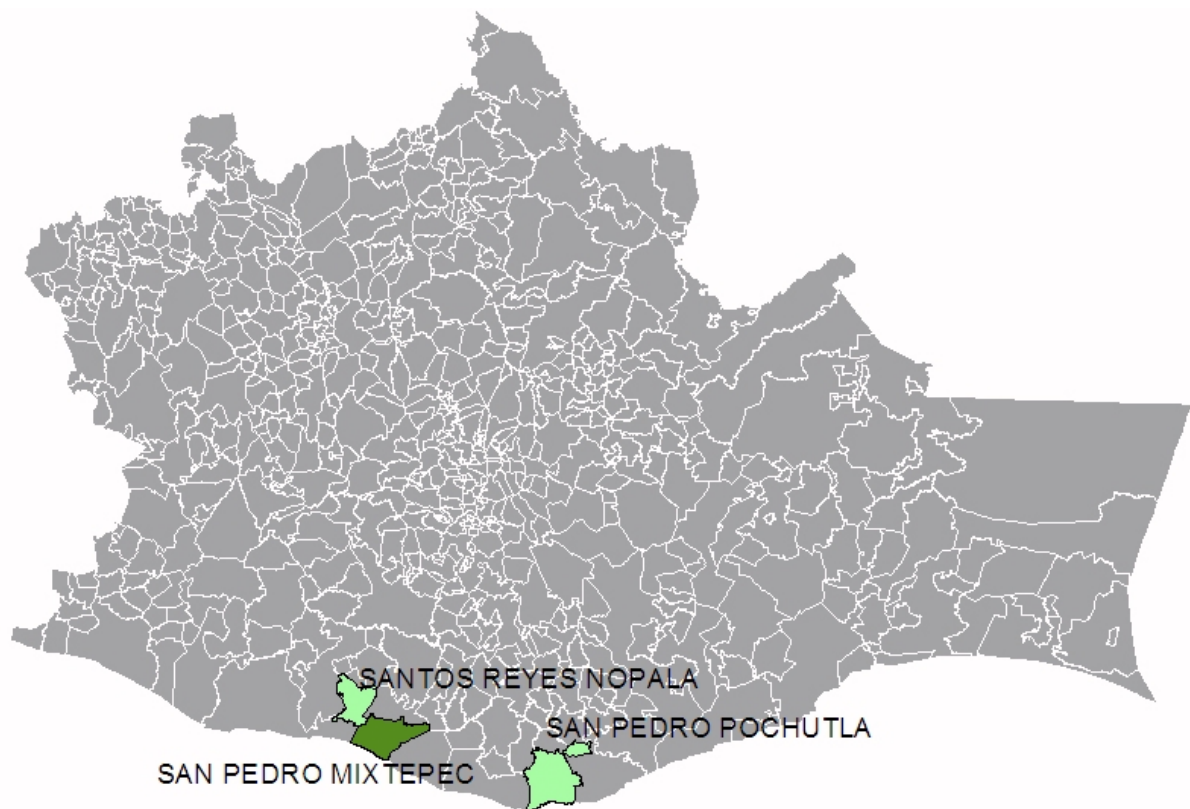 SANTOS REYES NOPALA
SAN PEDRO POCHUTLA
SAN PEDRO MIXTEPEC